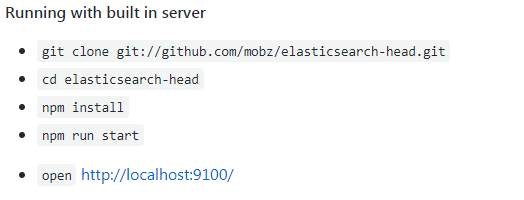 Running with built in server
git clone git://github.com/mobz/elasticsearch-head.git
cd elasticsearch-head
npm install
npm run start
open http://localhost:9100/